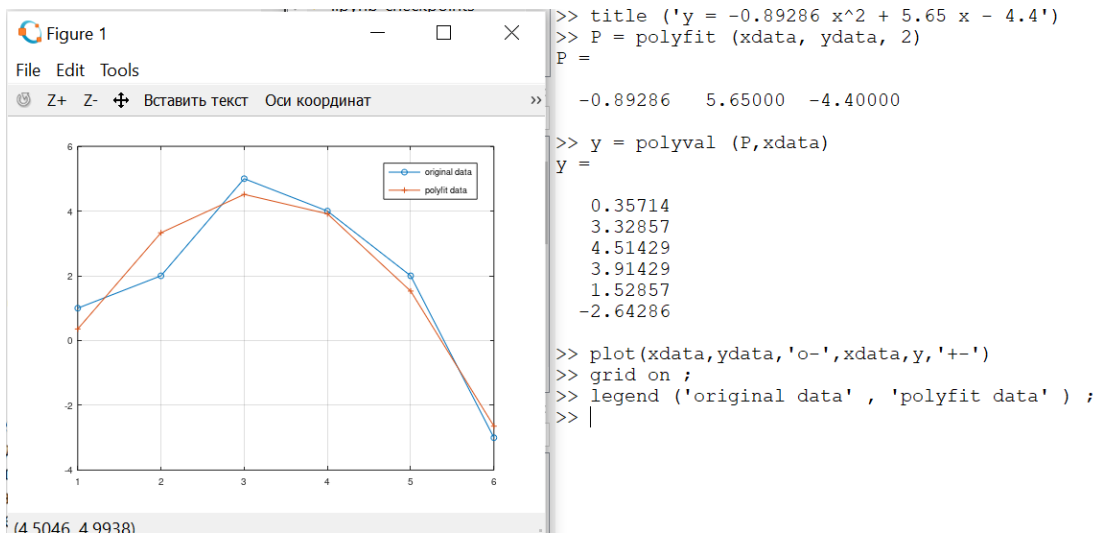 Figure 1
File Edit Tools
Z+ Z- Вставить текст Оси координат »
6
4
2
0
-2
-4
1 2 3 4 5 6
original data
polyfit data
(4.5046, 4.9938)
>> title ('y = -0.89286 x^2 + 5.65 x - 4.4')
>> P = polyfit (xdata, ydata, 2)
P =
-0.89286 5.65000 -4.40000
>> y = polyval (P,xdata)
y =
0.35714
3.32857
4.51429
3.91429
1.52857
-2.64286
>> plot(xdata,ydata,'o-',xdata,y,'+-')
>> grid on ;
>> legend ('original data' , 'polyfit data' ) ;
>>